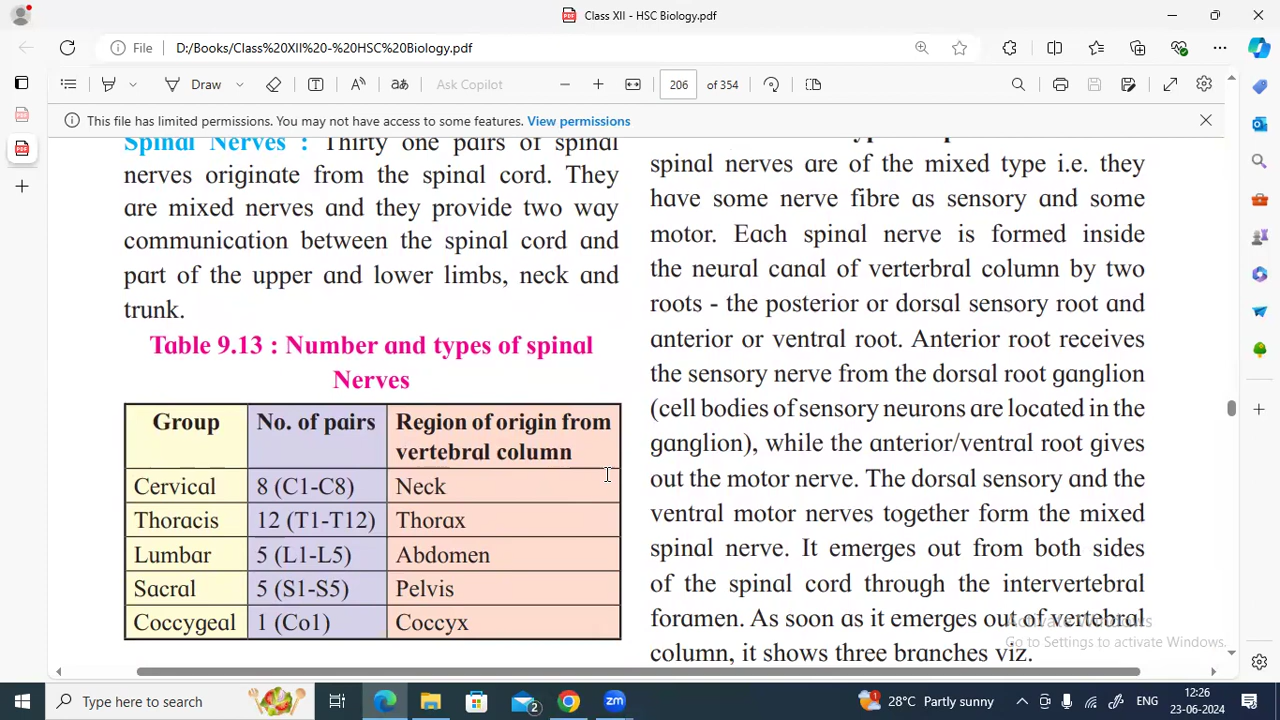 Class XII - HSC Biology.pdf
File D:/Books/Class%20XII%20-%20HSC%20Biology.pdf
Draw
Ask Copilot
206 of 354
This file has limited permissions. You may not have access to some features. View permissions
Spinal Nerves : Thirty one pairs of spinal
nerves originate from the spinal cord. They
are mixed nerves and they provide two way
communication between the spinal cord and
part of the upper and lower limbs, neck and
trunk.
Table 9.13 : Number and types of spinal
Nerves
Group No. of pairs Region of origin from
vertebral column
Cervical 8 (C1-C8) Neck
Thoracis 12 (T1-T12) Thorax
Lumbar 5 (L1-L5) Abdomen
Sacral 5 (S1-S5) Pelvis
Coccygeal 1 (Co1) Coccyx
spinal nerves are of the mixed type i.e. they
have some nerve fibre as sensory and some
motor. Each spinal nerve is formed inside
the neural canal of verterbral column by two
roots - the posterior or dorsal sensory root and
anterior or ventral root. Anterior root receives
the sensory nerve from the dorsal root ganglion
(cell bodies of sensory neurons are located in the
ganglion), while the anterior/ventral root gives
out the motor nerve. The dorsal sensory and the
ventral motor nerves together form the mixed
spinal nerve. It emerges out from both sides
of the spinal cord through the intervertebral
foramen. As soon as it emerges out of vertebral
column, it shows three branches viz.
Activate Windows
Go to Settings to activate Windows.
Type here to search
2
zm
1
28°C Partly sunny
ENG
12:26
23-06-2024